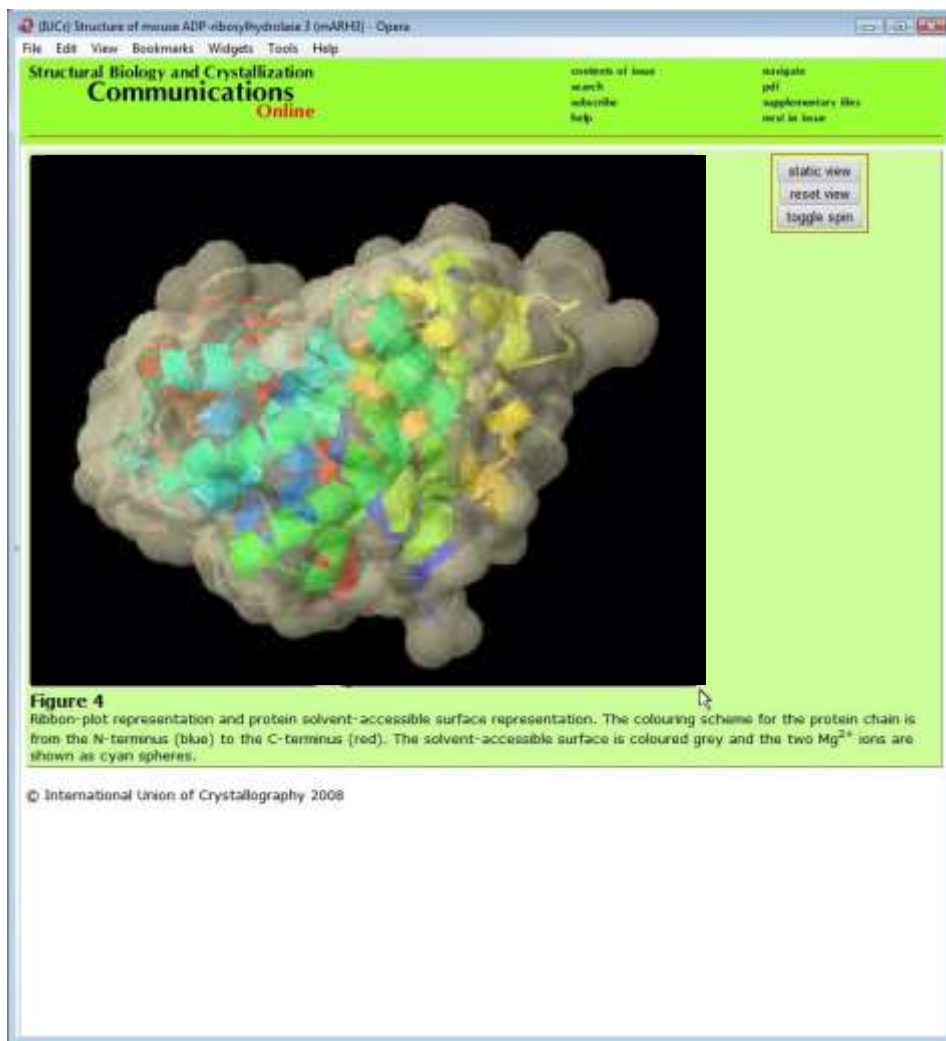 (IUCr) Structure of mouse ADP-ribosylhydrolase 3 (mARH3) - Opera
File Edit View Bookmarks Widgets Tools Help
Structural Biology and Crystallization
Communications
Online
contents of issue
search
subscribe
help
navigate
pdf
supplementary files
next in issue
static view
reset view
toggle spin
Figure 4
Ribbon-plot representation and protein solvent-accessible surface representation. The colouring scheme for the protein chain is
from the N-terminus (blue) to the C-terminus (red). The solvent-accessible surface is coloured grey and the two Mg²⁺ ions are
shown as cyan spheres.
© International Union of Crystallography 2008